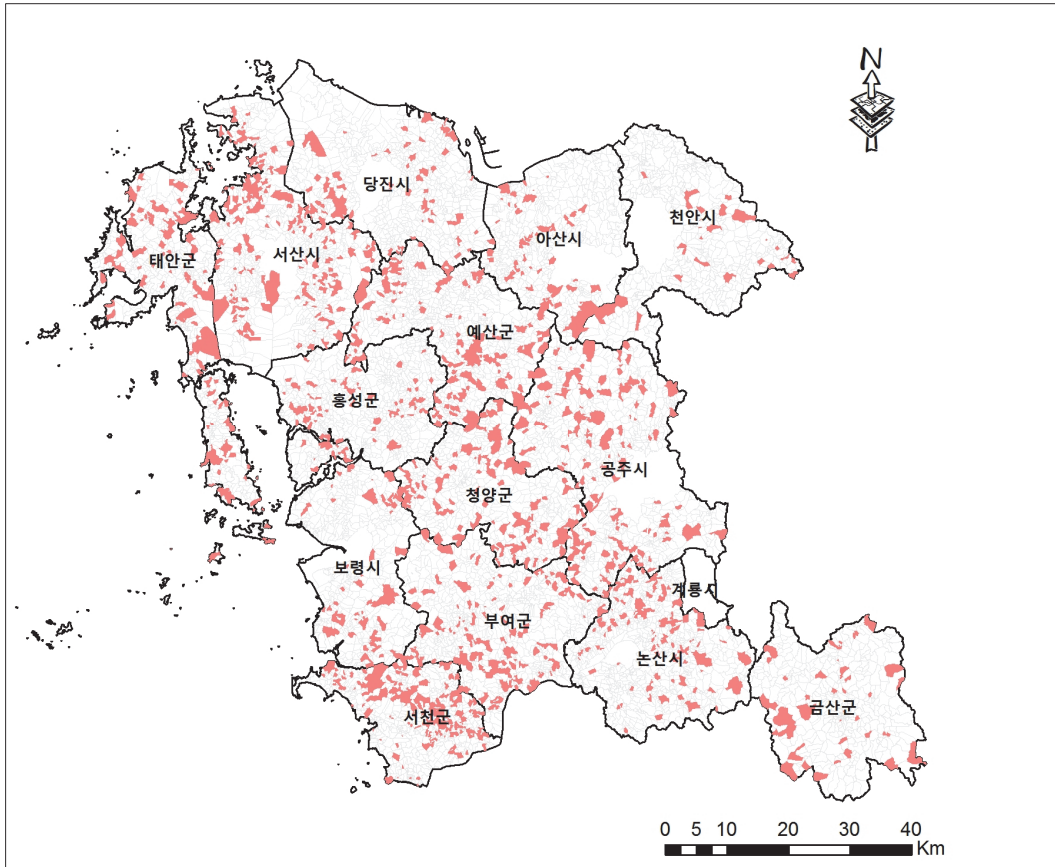 N
당진시
천안시
아산시
서산시
태안군
예산군
홍성군
공주시
청양군
보령시
계룡시
부여군
논산시
금산군
서천군
0 5 10 20 30 40
Km